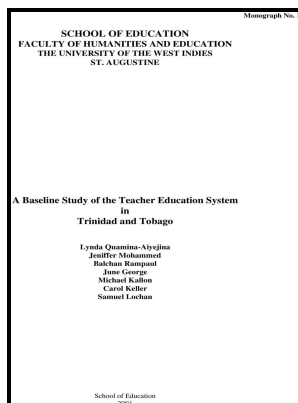 Monograph No.
SCHOOL OF EDUCATION
FACULTY OF HUMANITIES AND EDUCATION
THE UNIVERSITY OF THE WEST INDIES
ST. AUGUSTINE
A Baseline Study of the Teacher Education System
in
Trinidad and Tobago
Lynda Quamina-Aiyejina
Jeniffer Mohammed
Balchan Rampaul
June George
Michael Kallon
Carol Keller
Samuel Lochan
School of Education
2001